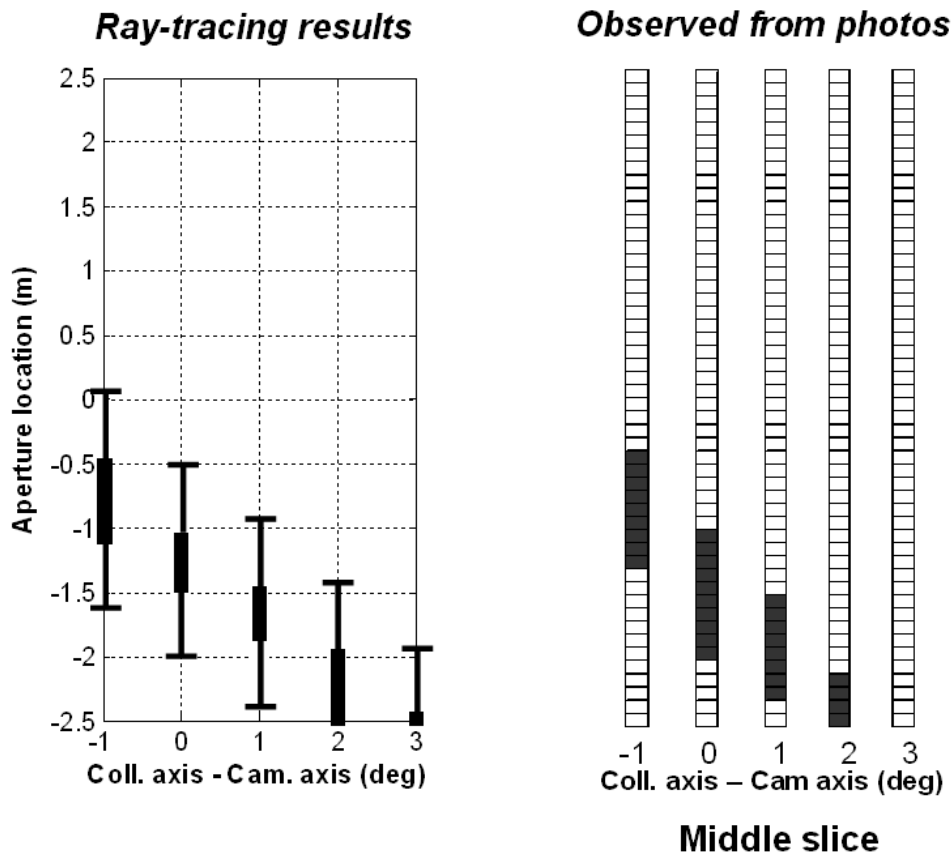 Ray-tracing results
Observed from photos
2.5
2
1.5
1
0.5
0
-0.5
-1
-1.5
-2
-2.5
Aperture location (m)
-1 0 1 2 3
Coll. axis - Cam. axis (deg)
-1 0 1 2 3
Coll. axis – Cam axis (deg)
Middle slice